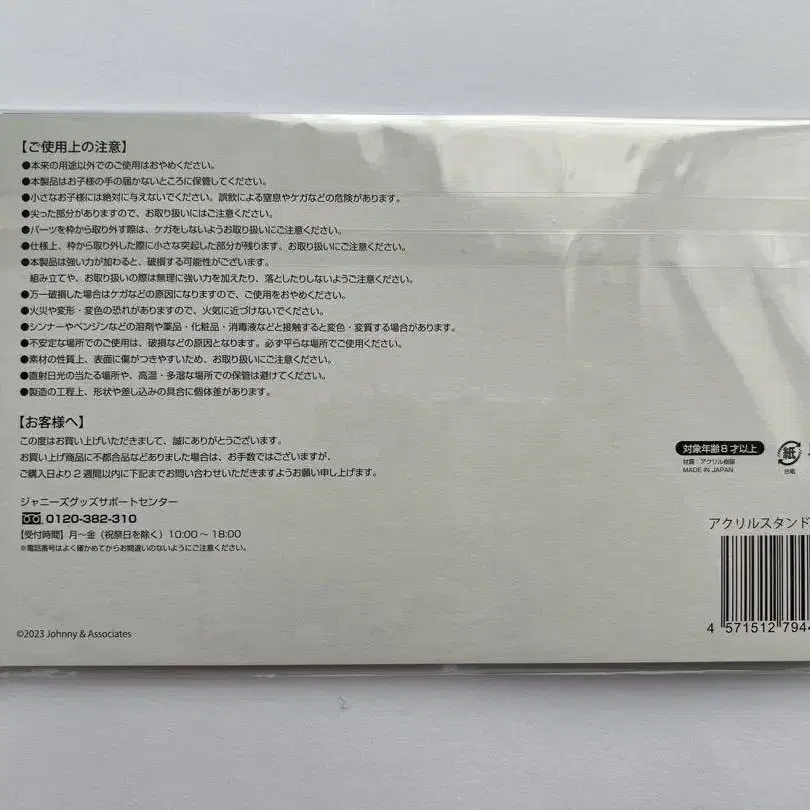 【ご使用上の注意】
●本来の用途以外でのご使用はおやめください。
●本製品はお子様の手の届かないところに保管してください。
●小さなお子様には絶対に与えないでください。誤飲による窒息やケガなどの危険があります。
●尖った部分がありますので、お取り扱いにはご注意ください。
●パーツを枠から取り外す際は、ケガをしないようお取り扱いにご注意ください。
●仕様上、枠から取り外した際に小さな突起した部分が残ります。お取り扱いにご注意ください。
●本製品は強い力が加わると、破損する可能性がございます。
組み立てや、お取り扱いの際は無理に強い力を加えたり、落としたりしないようご注意ください。
●万一破損した場合はケガなどの原因になりますので、ご使用をおやめください。
●火災や変形・変色の恐れがありますので、火気に近づけないでください。
●シンナーやベンジンなどの溶剤や薬品・化粧品・消毒液などと接触すると変色・変質する場合があります。
●不安定な場所でのご使用は、破損などの原因となります。必ず平らな場所でご使用ください。
●素材の性質上、表面に傷がつきやすいため、お取り扱いにご注意ください。
●直射日光の当たる場所や、高温・多湿な場所での保管は避けてください。
●製造の工程上、形状や差し込みの具合に個体差があります。
【お客様へ】
この度はお買い上げいただきまして、誠にありがとうございます。
お買い上げ商品に不都合品などありました場合は、お手数ではございますが、
ご購入日より2週間以内に下記までお問い合わせいただきますようお願い申し上げます。
ジャニーズグッズサポートセンター
0120-382-310
【受付時間】月〜金（祝祭日を除く）10:00〜18:00
※電話番号はよく確かめてからお間違いのないようにご注意ください。
©2023 Johnny & Associates
対象年齢8才以上
材質：アクリル樹脂
MADE IN JAPAN
紙
台紙
アクリルスタンド
4 571512 794